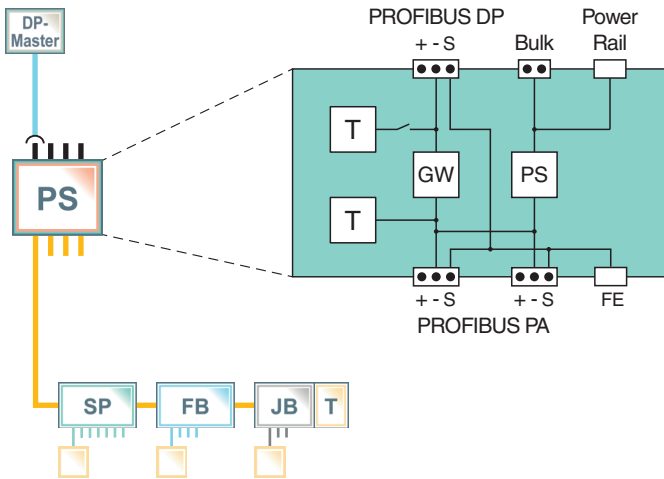 DP-
Master
PROFIBUS DP
Power
Rail
+ - S
Bulk
T
GW
PS
T
PS
+ - S
+ - S
FE
PROFIBUS PA
SP
FB
JB
T